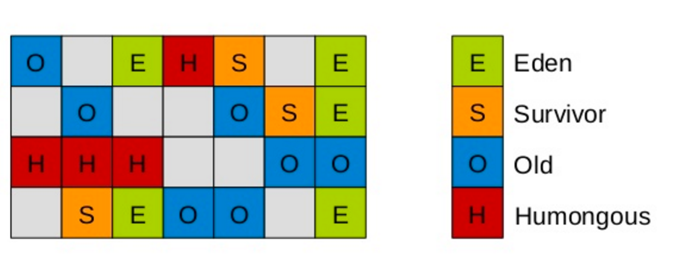 O E H S E E Eden
O O S E S Survivor
H H H O O O Old
S E O O E H Humongous